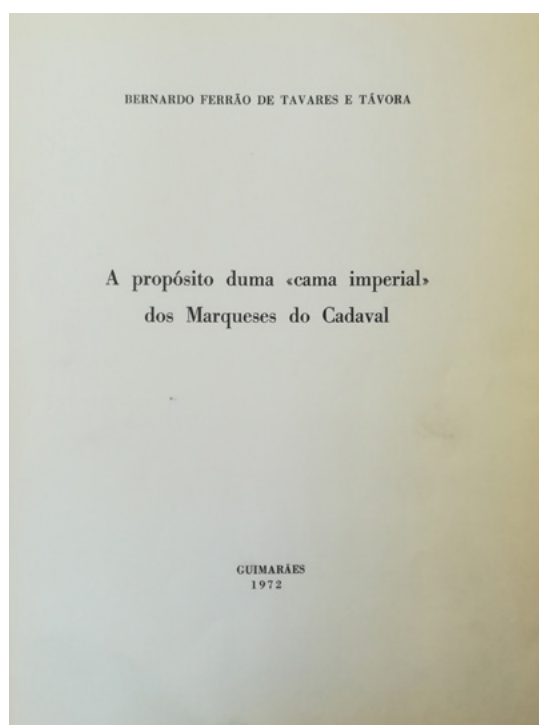 BERNARDO FERRÃO DE TAVARES E TÁVORA
A propósito duma «cama imperial»
dos Marqueses do Cadaval
GUIMARÃES
1972